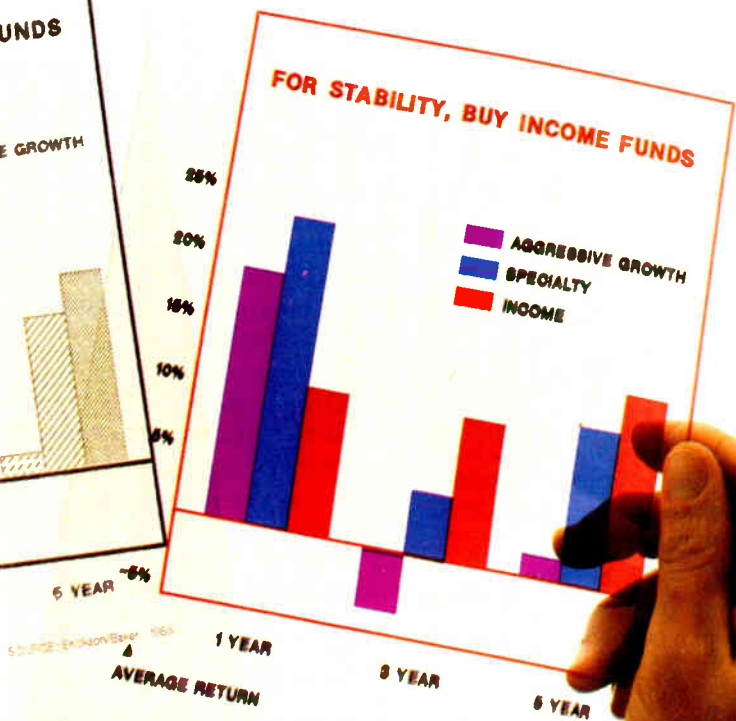 UNDS
E GROWTH
5 YEAR
FOR STABILITY, BUY INCOME FUNDS
25%
20%
15%
10%
5%
-5%
AGGRESSIVE GROWTH
SPECIALTY
INCOME
1 YEAR
3 YEAR
5 YEAR
AVERAGE RETURN